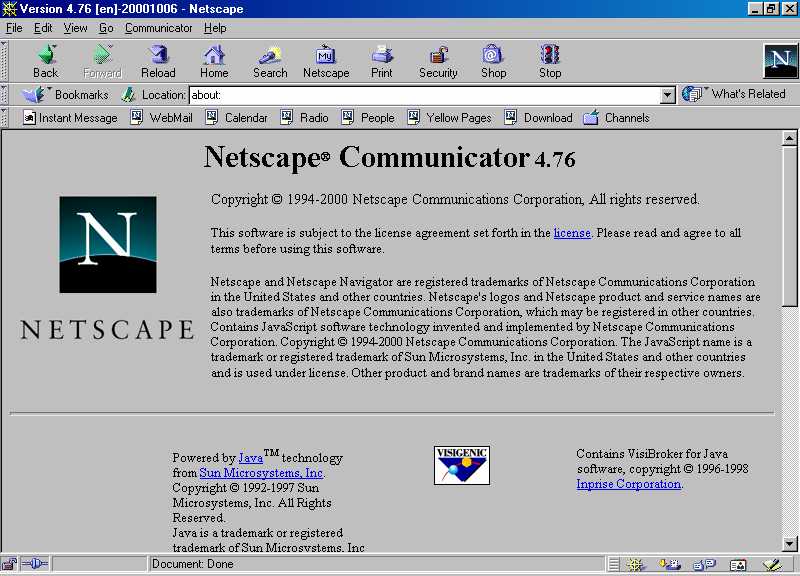 Version 4.76 [en]-20001006 - Netscape
File Edit View Go Communicator Help
My
Back Forward Reload Home Search Netscape Print Security Shop Stop
N
Bookmarks Location: about: What's Related
Instant Message WebMail Calendar Radio People Yellow Pages Download Channels
Netscape® Communicator 4.76
Copyright © 1994-2000 Netscape Communications Corporation, All rights reserved.
N
NETSCAPE
This software is subject to the license agreement set forth in the license. Please read and agree to all
terms before using this software.
Netscape and Netscape Navigator are registered trademarks of Netscape Communications Corporation
in the United States and other countries. Netscape's logos and Netscape product and service names are
also trademarks of Netscape Communications Corporation, which may be registered in other countries.
Contains JavaScript software technology invented and implemented by Netscape Communications
Corporation. Copyright © 1994-2000 Netscape Communications Corporation. The JavaScript name is a
trademark or registered trademark of Sun Microsystems, Inc. in the United States and other countries
and is used under license. Other product and brand names are trademarks of their respective owners.
Powered by Java™ technology
from Sun Microsystems, Inc.
Copyright © 1992-1997 Sun
Microsystems, Inc. All Rights
Reserved.
Java is a trademark or registered
trademark of Sun Microsystems, Inc
VISIGENIC
Contains VisiBroker for Java
software, copyright © 1996-1998
Inprise Corporation.
Document: Done